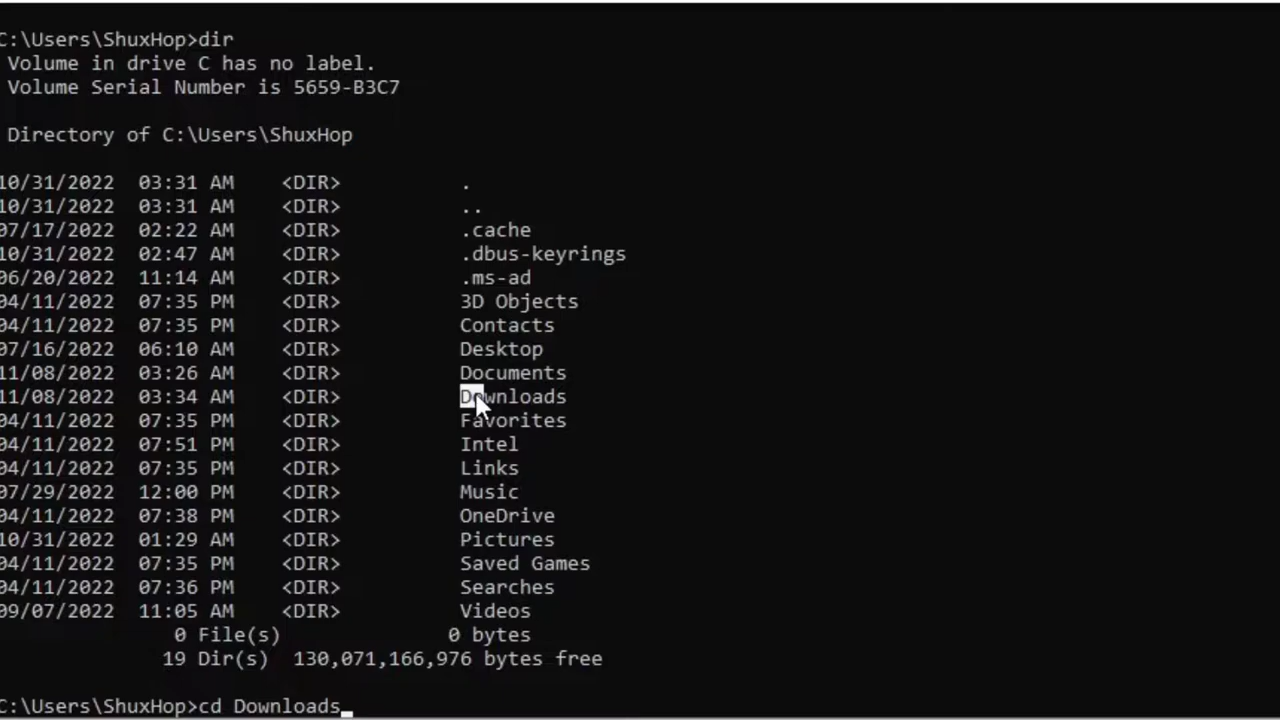 C:\Users\ShuxHop>dir
Volume in drive C has no label.
Volume Serial Number is 5659-B3C7
Directory of C:\Users\ShuxHop
10/31/2022 03:31 AM <DIR> .
10/31/2022 03:31 AM <DIR> ..
07/17/2022 02:22 AM <DIR> .cache
10/31/2022 02:47 AM <DIR> .dbus-keyrings
06/20/2022 11:14 AM <DIR> .ms-ad
04/11/2022 07:35 PM <DIR> 3D Objects
04/11/2022 07:35 PM <DIR> Contacts
07/16/2022 06:10 AM <DIR> Desktop
11/08/2022 03:26 AM <DIR> Documents
11/08/2022 03:34 AM <DIR> Downloads
04/11/2022 07:35 PM <DIR> Favorites
04/11/2022 07:51 PM <DIR> Intel
04/11/2022 07:35 PM <DIR> Links
07/29/2022 12:00 PM <DIR> Music
04/11/2022 07:38 PM <DIR> OneDrive
10/31/2022 01:29 AM <DIR> Pictures
04/11/2022 07:35 PM <DIR> Saved Games
04/11/2022 07:36 PM <DIR> Searches
09/07/2022 11:05 AM <DIR> Videos
0 File(s) 0 bytes
19 Dir(s) 130,071,166,976 bytes free
C:\Users\ShuxHop>cd Downloads